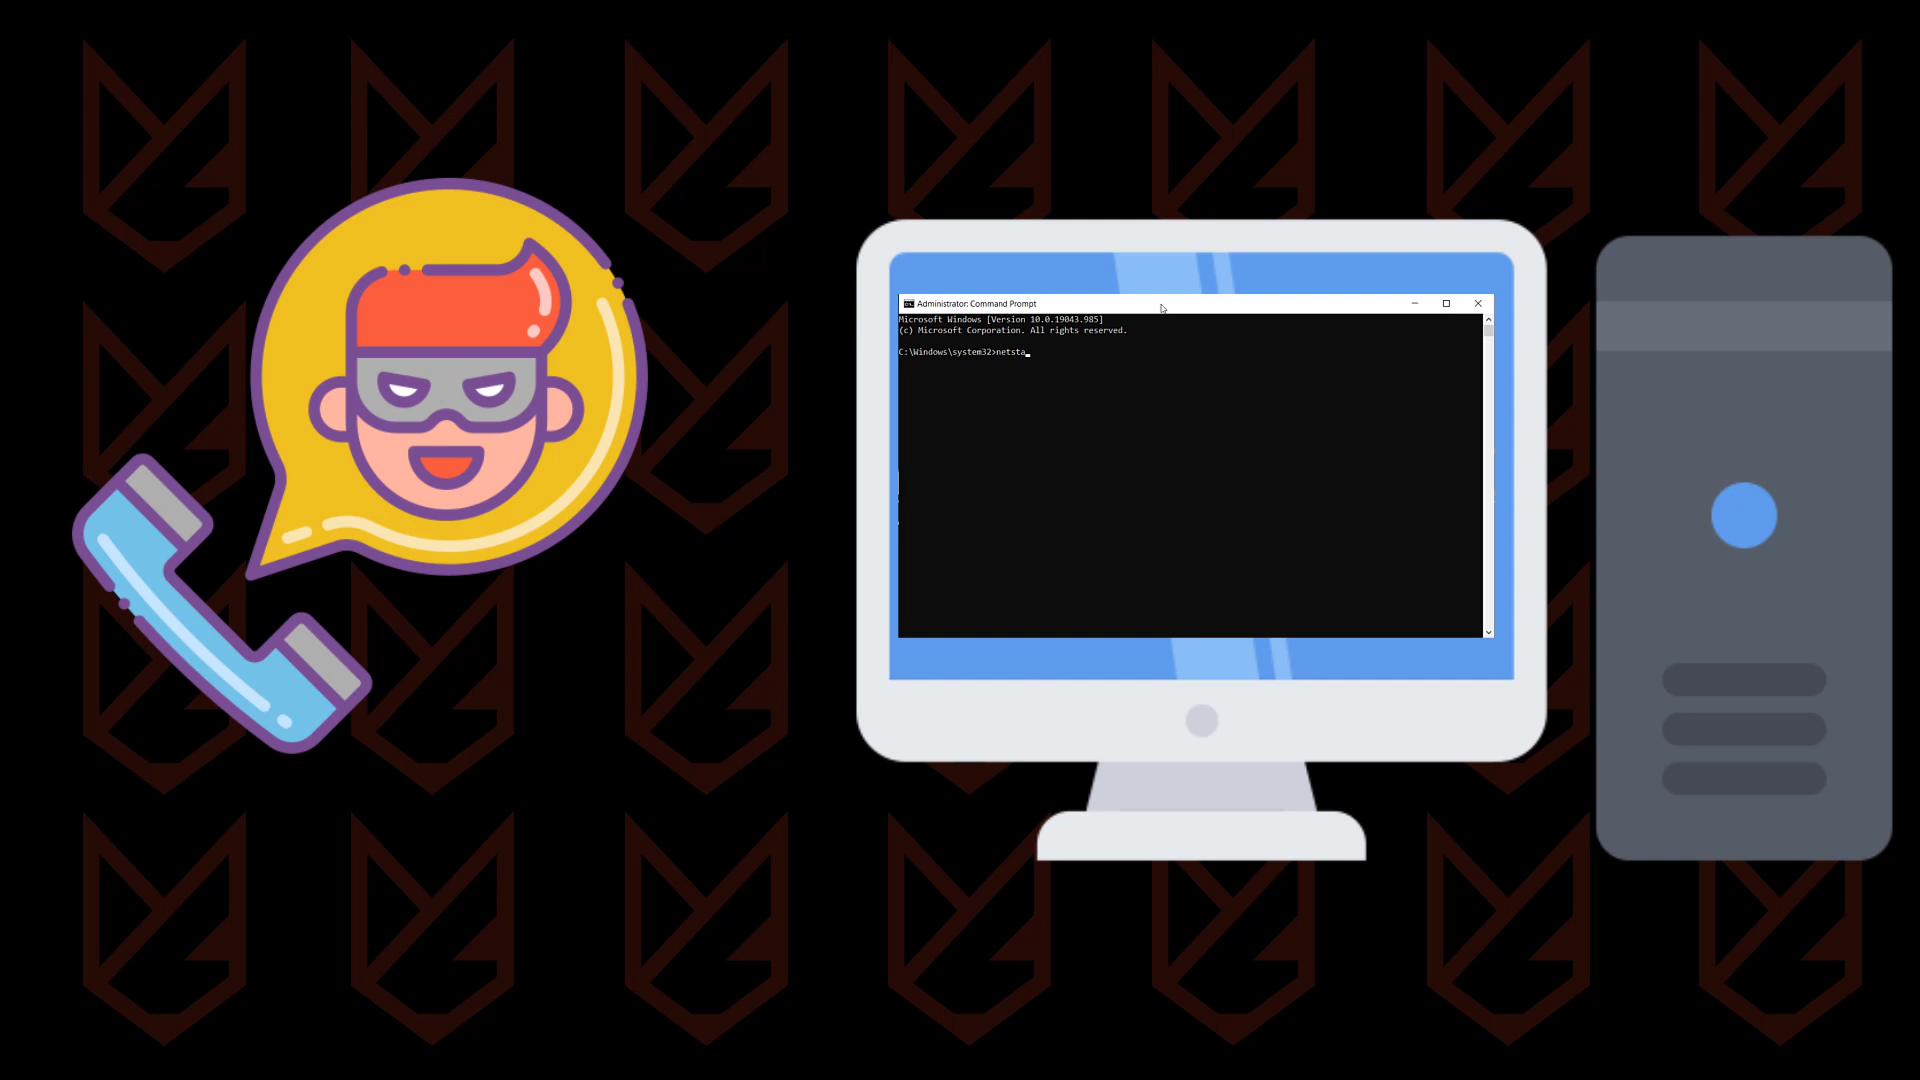 Administrator: Command Prompt
Microsoft Windows [Version 10.0.19043.985]
(c) Microsoft Corporation. All rights reserved.
C:\Windows\system32>netsta